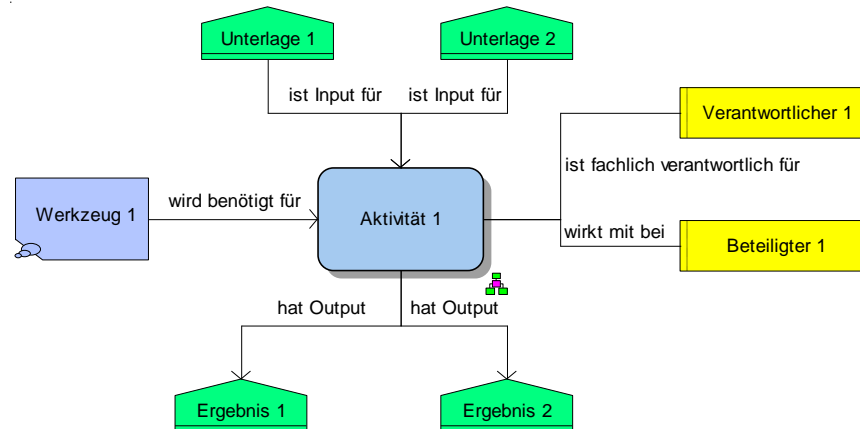 Unterlage 1
Unterlage 2
ist Input für
ist Input für
Verantwortlicher 1
ist fachlich verantwortlich für
Werkzeug 1
wird benötigt für
Aktivität 1
wirkt mit bei
Beteiligter 1
hat Output
hat Output
Ergebnis 1
Ergebnis 2